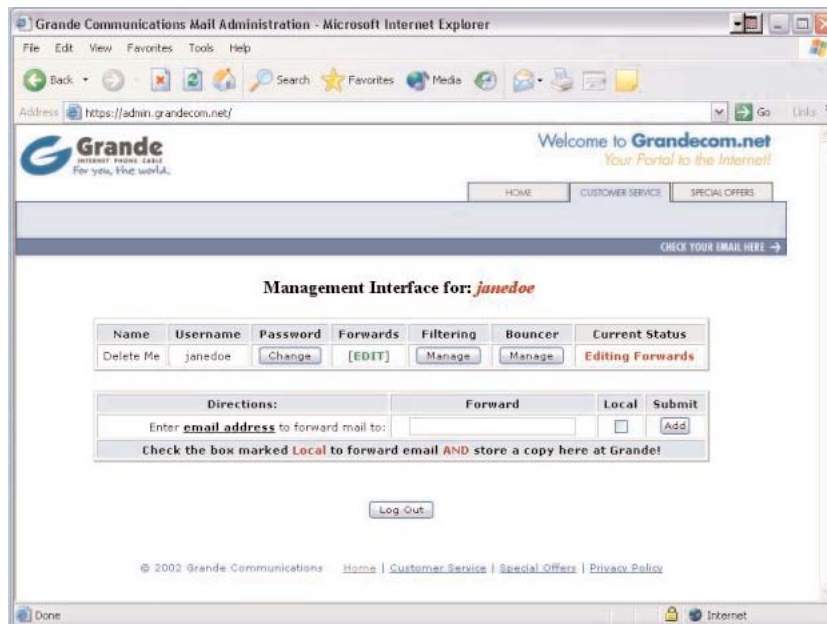 Grande Communications Mail Administration - Microsoft Internet Explorer
File Edit View Favorites Tools Help
Back Search Favorites Media
Address https://admin.grandecom.net/ Go Links
Grande
INTERNET PHONE CABLE
For you, the world.
Welcome to Grandecom.net
Your Portal to the Internet!
HOME CUSTOMER SERVICE SPECIAL OFFERS
CHECK YOUR EMAIL HERE →
Management Interface for: janedoe
Name Username Password Forwards Filtering Bouncer Current Status
Delete Me janedoe Change [EDIT] Manage Manage Editing Forwards
Directions: Forward Local Submit
Enter email address to forward mail to: Add
Check the box marked Local to forward email AND store a copy here at Grande!
Log Out
© 2002 Grande Communications Home | Customer Service | Special Offers | Privacy Policy
Done Internet